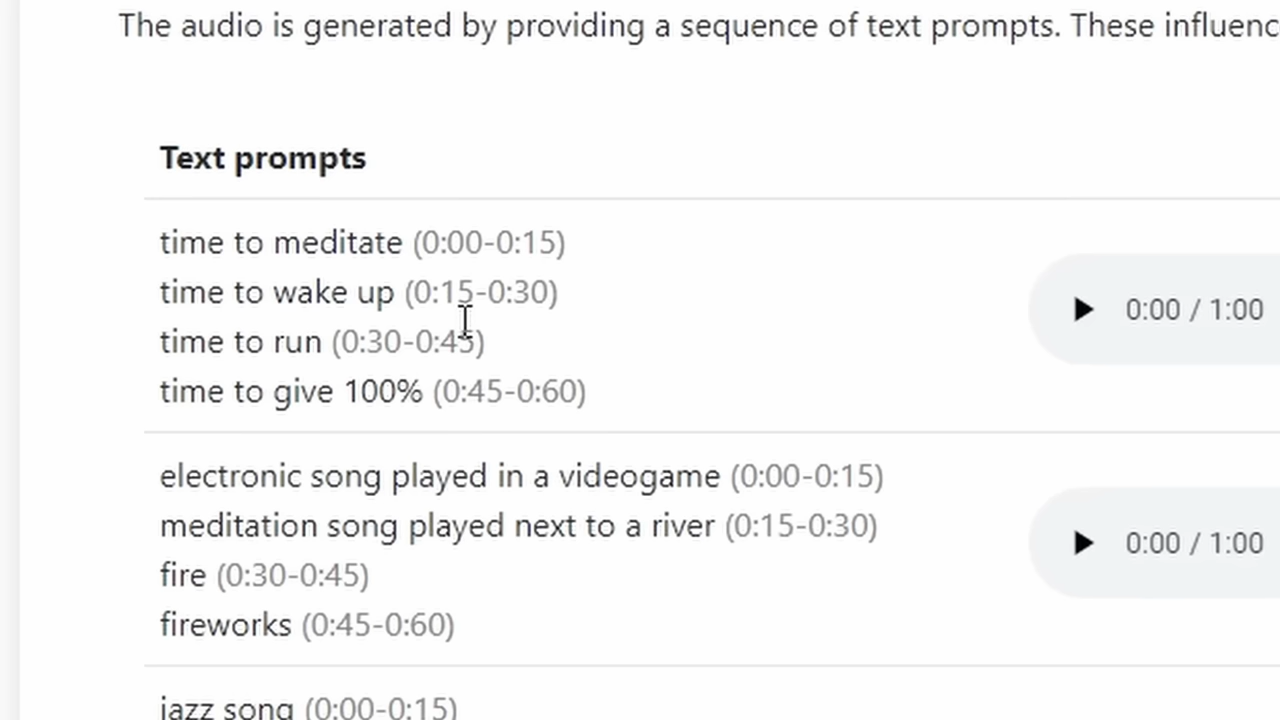 The audio is generated by providing a sequence of text prompts. These influenc
Text prompts
time to meditate (0:00-0:15)
time to wake up (0:15-0:30)
time to run (0:30-0:45)
time to give 100% (0:45-0:60)
0:00 / 1:00
electronic song played in a videogame (0:00-0:15)
meditation song played next to a river (0:15-0:30)
fire (0:30-0:45)
fireworks (0:45-0:60)
0:00 / 1:00
jazz song (0:00-0:15)